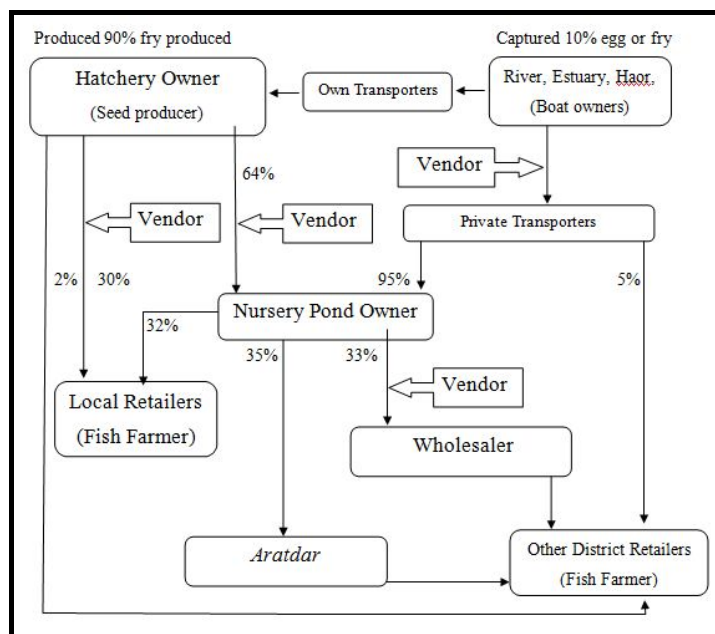 Produced 90% fry produced
Captured 10% egg or fry
Hatchery Owner
(Seed producer)
Own Transporters
River, Estuary, Haor,
(Boat owners)
64%
Vendor
Vendor
Vendor
Private Transporters
2%
30%
95%
5%
Nursery Pond Owner
32%
35%
33%
Vendor
Local Retailers
(Fish Farmer)
Wholesaler
Aratdar
Other District Retailers
(Fish Farmer)